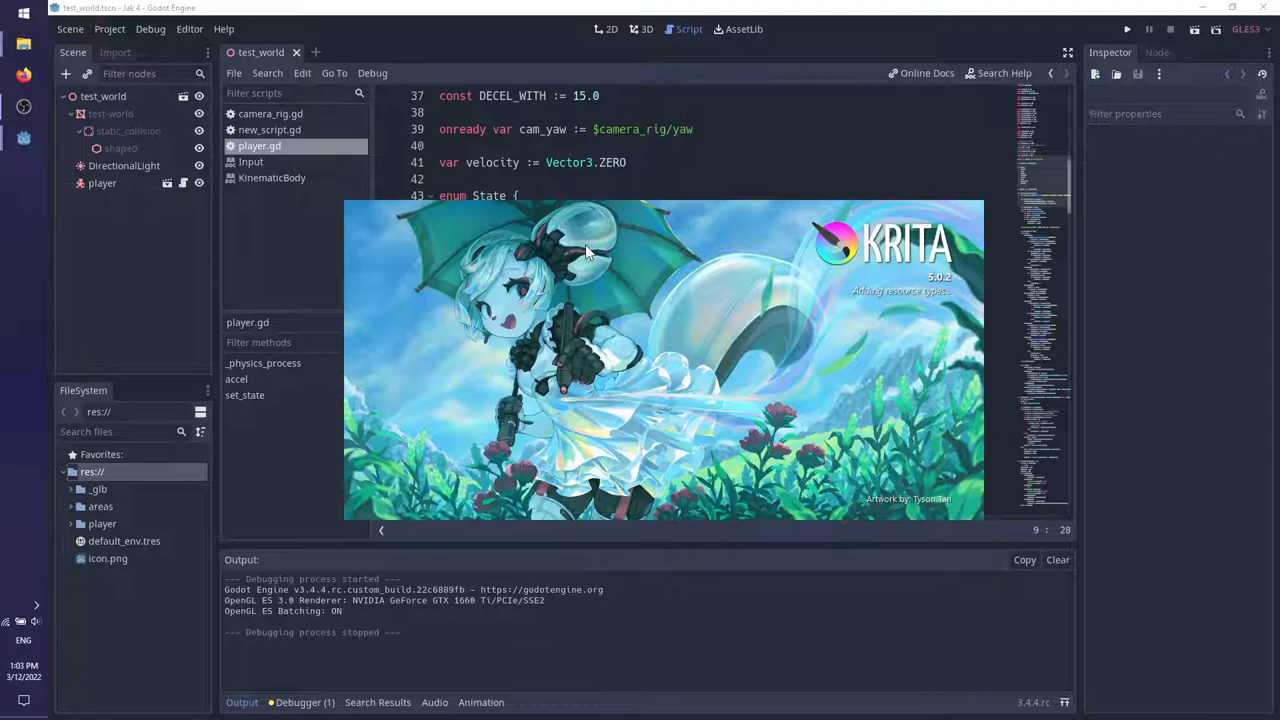 test_world.tscn - Jak 4 - Godot Engine
Scene Project Debug Editor Help
2D 3D Script AssetLib
GLES3
Scene Import
Filter nodes
test_world
test-world
static_collision
shape0
DirectionalLight
player
FileSystem
res://
Search files
Favorites:
res://
_glb
areas
player
default_env.tres
icon.png
test_world
File Search Edit Go To Debug
Online Docs Search Help
Filter scripts
camera_rig.gd
new_script.gd
player.gd
Input
KinematicBody
player.gd
Filter methods
_physics_process
accel
set_state
37 const DECEL_WITH := 15.0
38
39 onready var cam_yaw := $camera_rig/yaw
40
41 var velocity := Vector3.ZERO
42
43 enum State {
KRITA
5.0.2
Adding resource types...
Artwork by: Tyson Tan
9 : 28
Output:
Copy Clear
--- Debugging process started ---
Godot Engine v3.4.4.rc.custom_build.22c6889fb - https://godotengine.org
OpenGL ES 3.0 Renderer: NVIDIA GeForce GTX 1660 Ti/PCIe/SSE2
OpenGL ES Batching: ON
--- Debugging process stopped ---
Output Debugger (1) Search Results Audio Animation
3.4.4.rc
Inspector Node
Filter properties
ENG
1:03 PM
3/12/2022